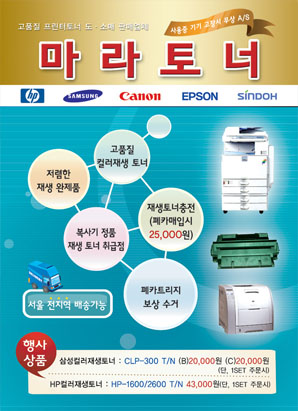 고품질 프린터토너 도·소매 판매업체
사용중 기기 고장시 무상 A/S
마라토너
hp
SAMSUNG
Canon
EPSON
SINDOH
고품질
컬러재생 토너
저렴한
재생 완제품
재생토너충전
(폐카매입시
25,000원)
복사기 정품
재생 토너 취급점
폐카트리지
보상 수거
서울 전지역 배송가능
행사
상품
삼성컬러재생토너 : CLP-300 T/N (B)20,000원 (C)20,000원
(단, 1SET 주문시)
HP컬러재생토너 : HP-1600/2600 T/N 43,000원(단, 1SET 주문시)